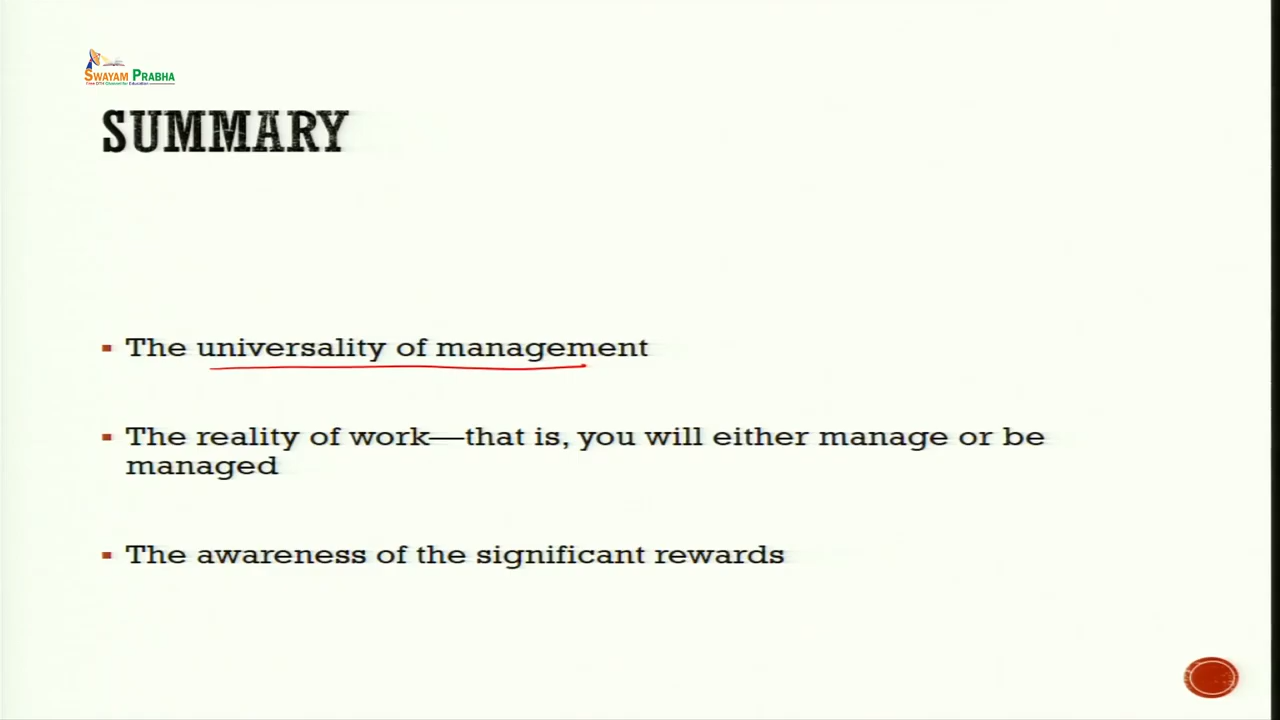 SWAYAM PRABHA
SUMMARY
The universality of management
The reality of work—that is, you will either manage or be
managed
The awareness of the significant rewards